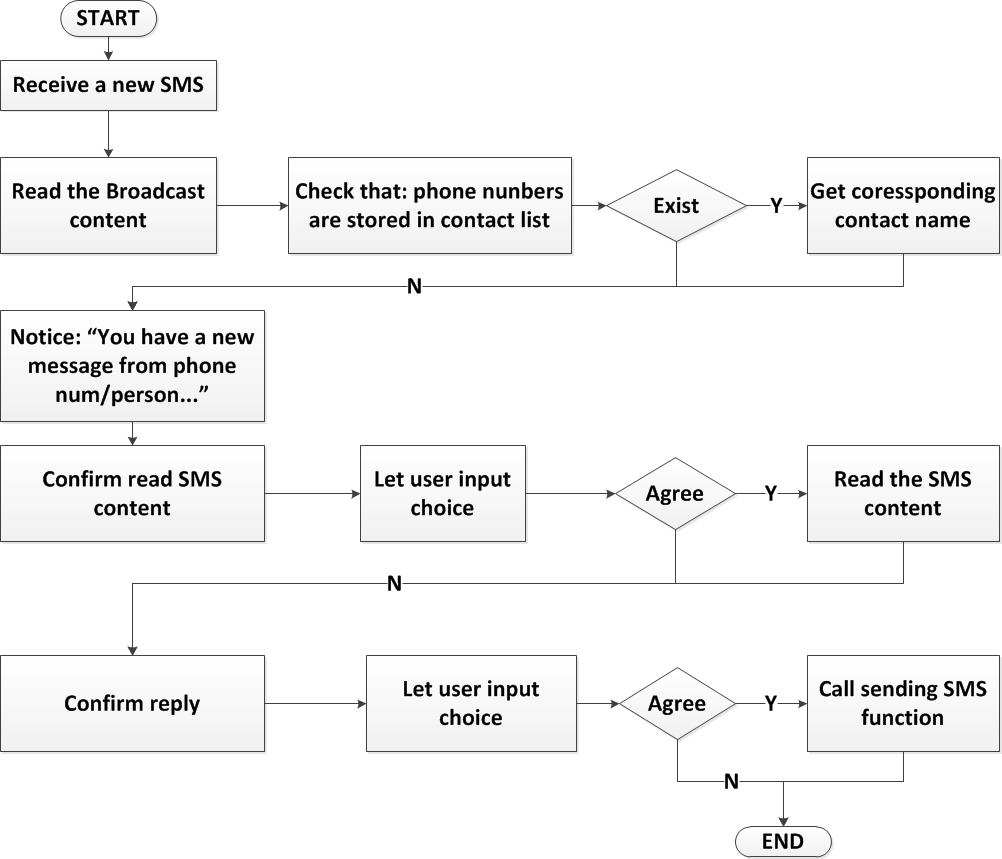 START
Receive a new SMS
Read the Broadcast
content
Check that: phone nunbers
are stored in contact list
Exist
Y
Get coressponding
contact name
N
Notice: “You have a new
message from phone
num/person...”
Confirm read SMS
content
Let user input
choice
Agree
Y
Read the SMS
content
N
Confirm reply
Let user input
choice
Agree
Y
Call sending SMS
function
N
END